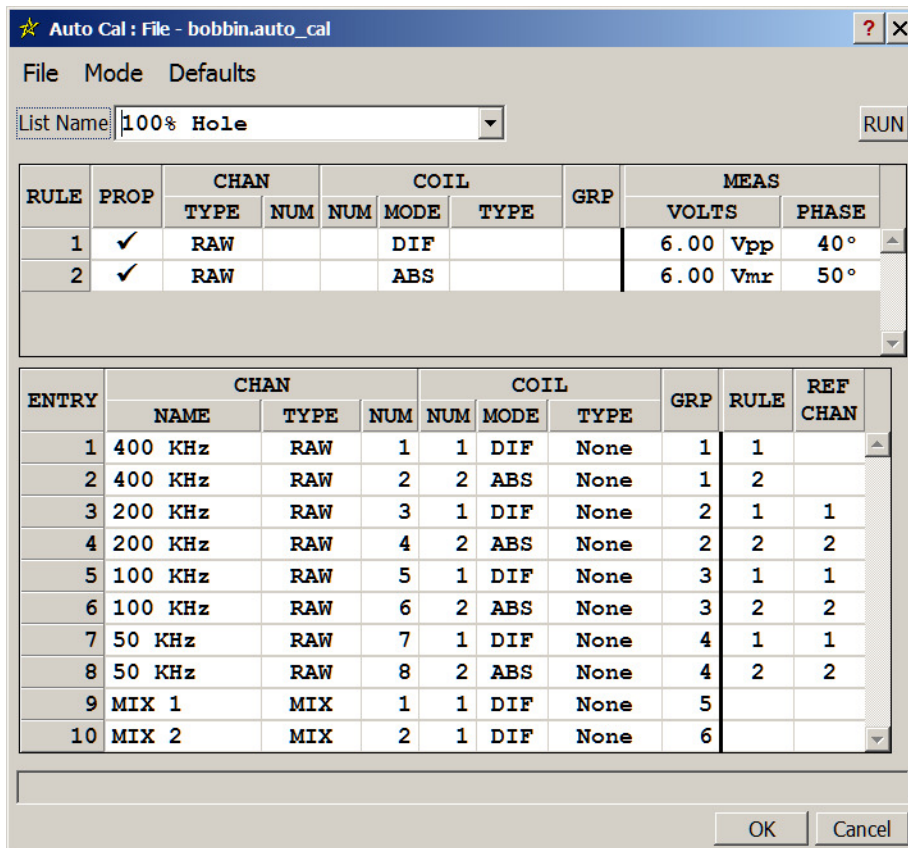 Auto Cal : File - bobbin.auto_cal ? X
File Mode Defaults
List Name 100% Hole RUN
RULE PROP CHAN COIL GRP MEAS
TYPE NUM NUM MODE TYPE VOLTS PHASE
1 ✓ RAW DIF 6.00 Vpp 40°
2 ✓ RAW ABS 6.00 Vmr 50°
ENTRY CHAN COIL GRP RULE REF CHAN
NAME TYPE NUM NUM MODE TYPE
1 400 KHz RAW 1 1 DIF None 1 1
2 400 KHz RAW 2 2 ABS None 1 2
3 200 KHz RAW 3 1 DIF None 2 1 1
4 200 KHz RAW 4 2 ABS None 2 2 2
5 100 KHz RAW 5 1 DIF None 3 1 1
6 100 KHz RAW 6 2 ABS None 3 2 2
7 50 KHz RAW 7 1 DIF None 4 1 1
8 50 KHz RAW 8 2 ABS None 4 2 2
9 MIX 1 MIX 1 1 DIF None 5
10 MIX 2 MIX 2 1 DIF None 6
OK Cancel